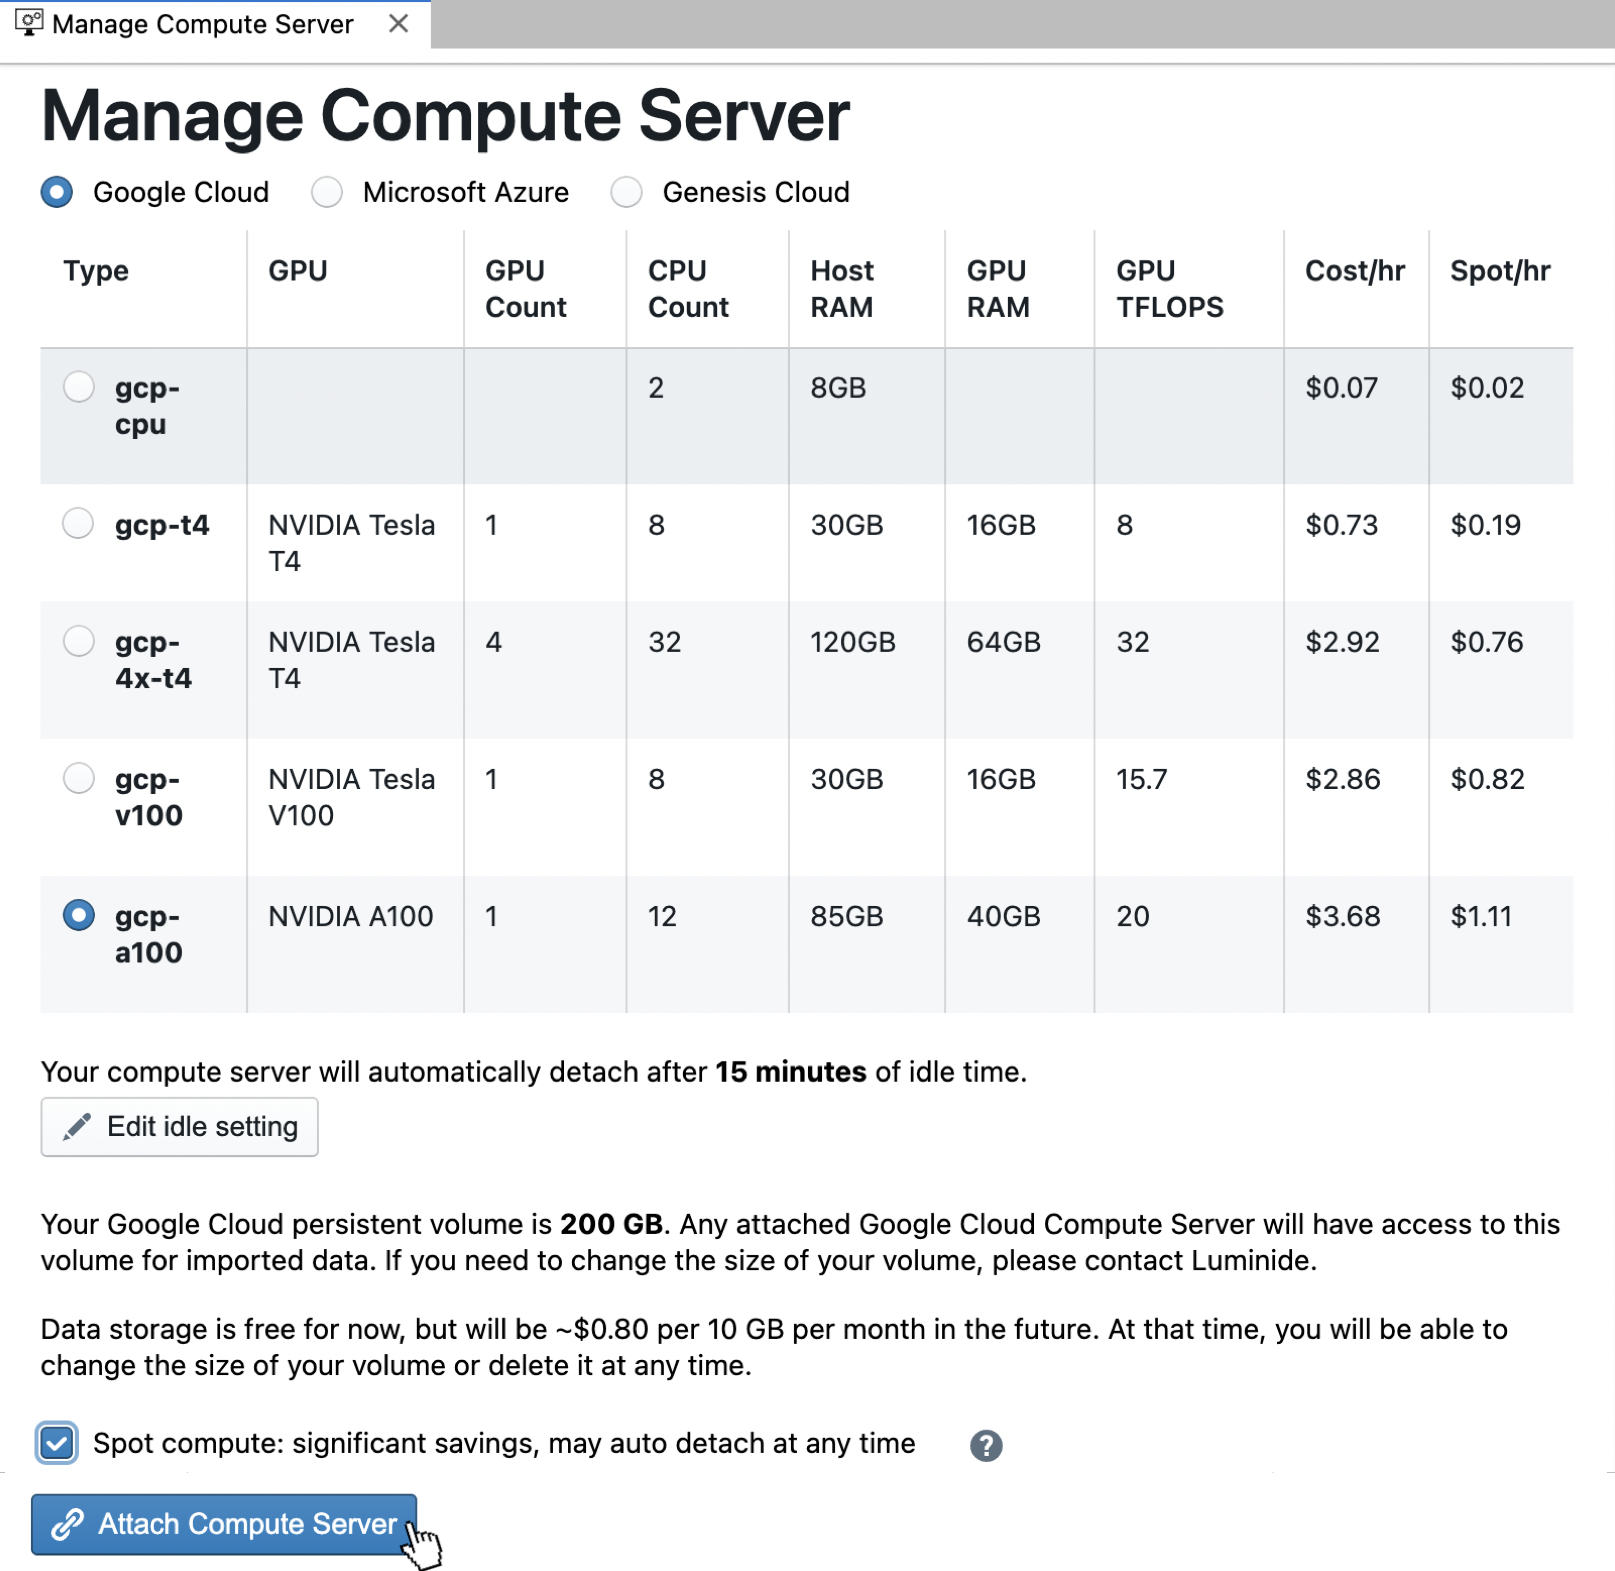 Manage Compute Server
Manage Compute Server
Google Cloud Microsoft Azure Genesis Cloud
Type GPU GPU Count CPU Count Host RAM GPU RAM GPU TFLOPS Cost/hr Spot/hr
gcp-cpu 2 8GB $0.07 $0.02
gcp-t4 NVIDIA Tesla T4 1 8 30GB 16GB 8 $0.73 $0.19
gcp-4x-t4 NVIDIA Tesla T4 4 32 120GB 64GB 32 $2.92 $0.76
gcp-v100 NVIDIA Tesla V100 1 8 30GB 16GB 15.7 $2.86 $0.82
gcp-a100 NVIDIA A100 1 12 85GB 40GB 20 $3.68 $1.11
Your compute server will automatically detach after 15 minutes of idle time.
Edit idle setting
Your Google Cloud persistent volume is 200 GB. Any attached Google Cloud Compute Server will have access to this
volume for imported data. If you need to change the size of your volume, please contact Luminide.
Data storage is free for now, but will be ~$0.80 per 10 GB per month in the future. At that time, you will be able to
change the size of your volume or delete it at any time.
Spot compute: significant savings, may auto detach at any time ?
Attach Compute Server